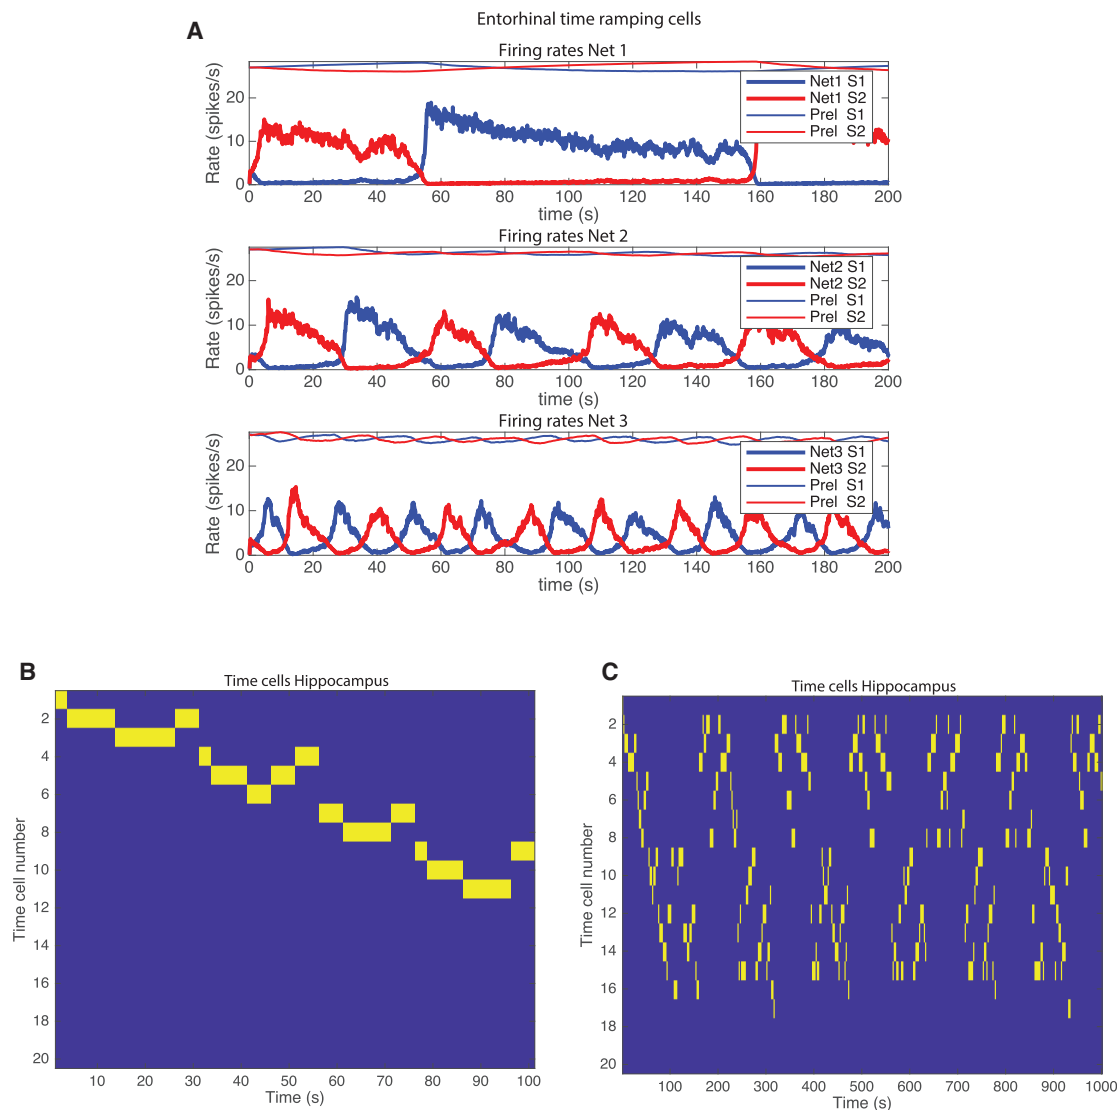 Entorhinal time ramping cells
A
Firing rates Net 1
Rate (spikes/s)
20
10
0
Net1 S1
Net1 S2
Prel S1
Prel S2
0 20 40 60 80 100 120 140 160 180 200
time (s)
Firing rates Net 2
Rate (spikes/s)
20
10
0
Net2 S1
Net2 S2
Prel S1
Prel S2
0 20 40 60 80 100 120 140 160 180 200
time (s)
Firing rates Net 3
Rate (spikes/s)
20
10
0
Net3 S1
Net3 S2
Prel S1
Prel S2
0 20 40 60 80 100 120 140 160 180 200
time (s)
B
Time cells Hippocampus
Time cell number
2
4
6
8
10
12
14
16
18
20
10 20 30 40 50 60 70 80 90 100
Time (s)
C
Time cells Hippocampus
Time cell number
2
4
6
8
10
12
14
16
18
20
100 200 300 400 500 600 700 800 900 1000
Time (s)